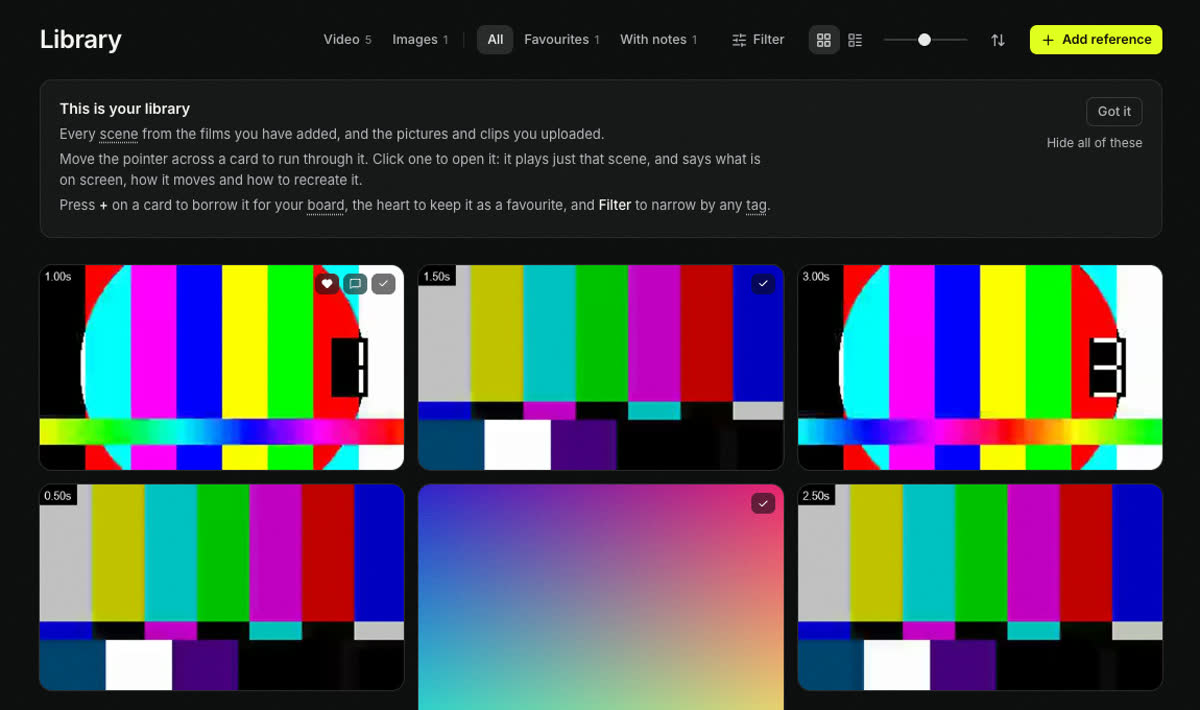 Library
Video 5
Images 1
All
Favourites 1
With notes 1
Filter
+ Add reference
This is your library
Got it
Every scene from the films you have added, and the pictures and clips you uploaded.
Hide all of these
Move the pointer across a card to run through it. Click one to open it: it plays just that scene, and says what is
on screen, how it moves and how to recreate it.
Press + on a card to borrow it for your board, the heart to keep it as a favourite, and Filter to narrow by any tag.
1.00s
1.50s
3.00s
3
0.50s
2.50s